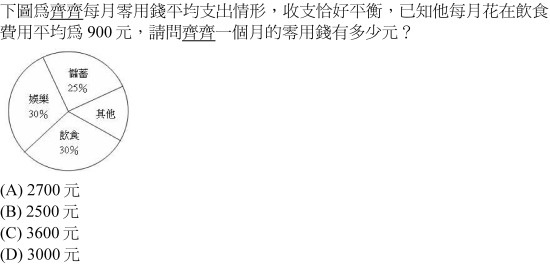 下圖為齊齊每月零用錢平均支出情形，收支恰好平衡，已知他每月花在飲食
費用平均為 900 元，請問齊齊一個月的零用錢有多少元？
儲蓄
25%
娛樂
30%
其他
飲食
30%
(A) 2700 元
(B) 2500 元
(C) 3600 元
(D) 3000 元